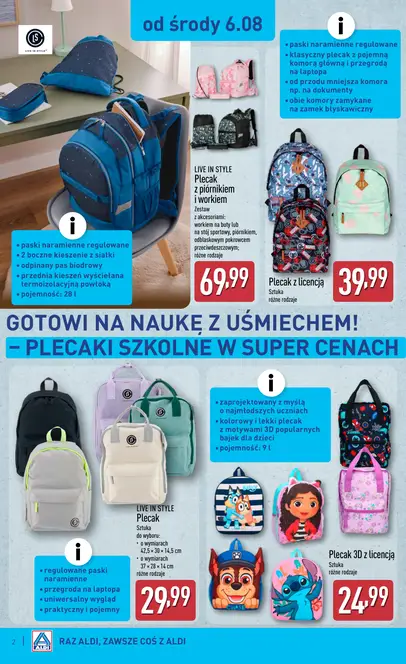 od środy 6.08
LIVE IN STYLE
• paski naramienne regulowane
• klasyczny plecak z pojemną
komorą główną i przegrodą
na laptopa
• od przodu mniejsza komora
np. na dokumenty
• obie komory zamykane
na zamek błyskawiczny
LIVE IN STYLE
Plecak
z piórnikiem
i workiem
Zestaw
z akcesoriami:
workiem na buty lub
na strój sportowy, piórnikiem,
odblaskowym pokrowcem
przeciwdeszczowym;
różne rodzaje
69,99
• paski naramienne regulowane
• 2 boczne kieszenie z siatki
• odpinany pas biodrowy
• przednia kieszeń wyścielana
termoizolacyjną powłoką
• pojemność: 28 l
Plecak z licencją
Sztuka
różne rodzaje
39,99
GOTOWI NA NAUKĘ Z UŚMIECHEM!
– PLECAKI SZKOLNE W SUPER CENACH
• zaprojektowany z myślą
o najmłodszych uczniach
• kolorowy i lekki plecak
z motywami 3D popularnych
bajek dla dzieci
• pojemność: 9 l
LIVE IN STYLE
Plecak
Sztuka
do wyboru:
• o wymiarach
42,5 × 30 × 14,5 cm
• o wymiarach
37 × 26 × 14 cm
różne rodzaje
29,99
• regulowane paski
naramienne
• przegroda na laptopa
• uniwersalny wygląd
• praktyczny i pojemny
Plecak 3D z licencją
Sztuka
różne rodzaje
24,99
2
ALDI
RAZ ALDI, ZAWSZE COŚ Z ALDI